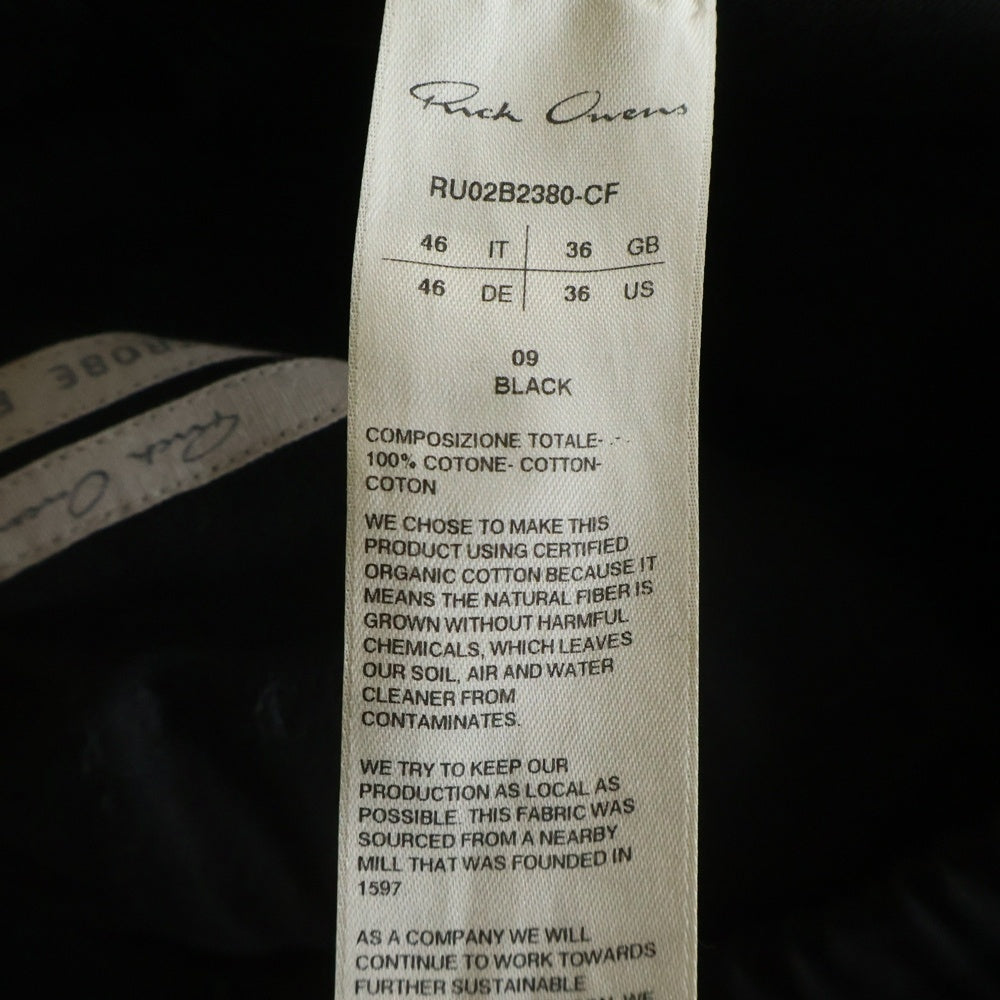 Rick Owens
RU02B2380-CF
46 IT 36 GB
46 DE 36 US
09
BLACK
COMPOSIZIONE TOTALE-
100% COTONE- COTTON-
COTON
WE CHOSE TO MAKE THIS
PRODUCT USING CERTIFIED
ORGANIC COTTON BECAUSE IT
MEANS THE NATURAL FIBER IS
GROWN WITHOUT HARMFUL
CHEMICALS, WHICH LEAVES
OUR SOIL, AIR AND WATER
CLEANER FROM
CONTAMINATES.
WE TRY TO KEEP OUR
PRODUCTION AS LOCAL AS
POSSIBLE. THIS FABRIC WAS
SOURCED FROM A NEARBY
MILL THAT WAS FOUNDED IN
1597
AS A COMPANY WE WILL
CONTINUE TO WORK TOWARDS
FURTHER SUSTAINABLE
WE
Rick Owen